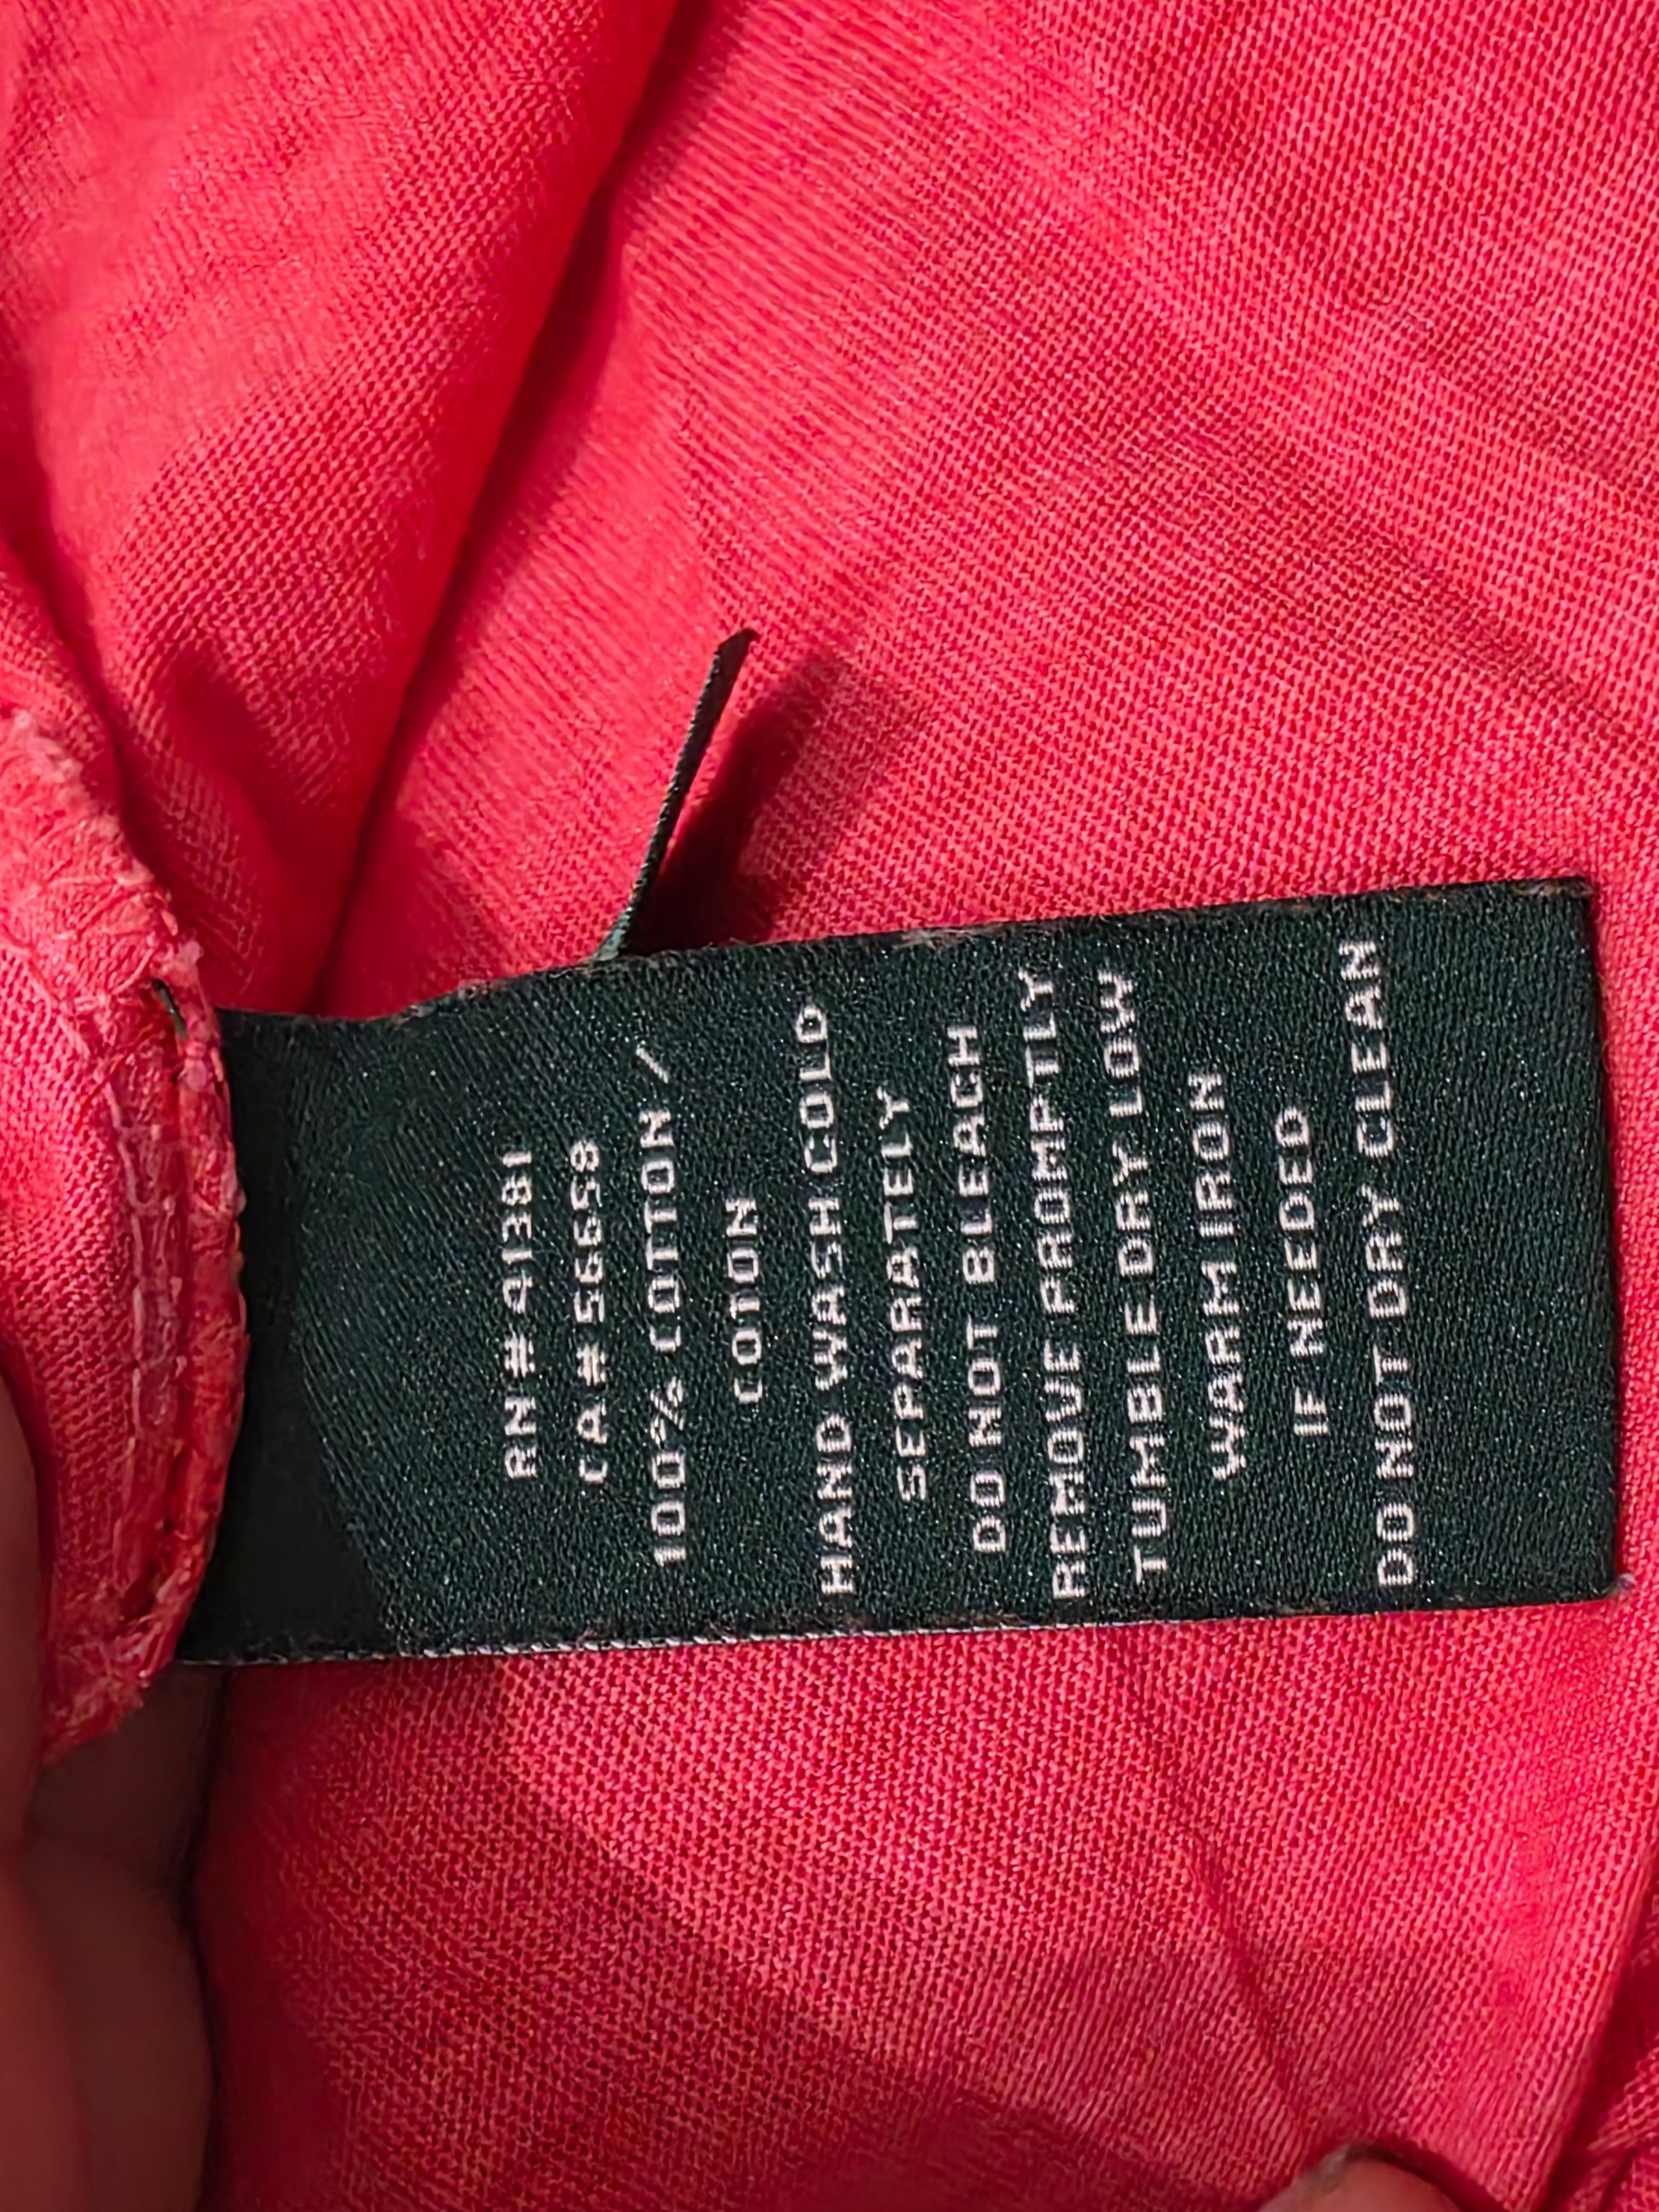 RN# 41381
CA# 56658
100% COTTON /
COTON
HAND WASH COLD
SEPARATELY
DO NOT BLEACH
REMOVE PROMPTLY
TUMBLE DRY LOW
WARM IRON
IF NEEDED
DO NOT DRY CLEAN